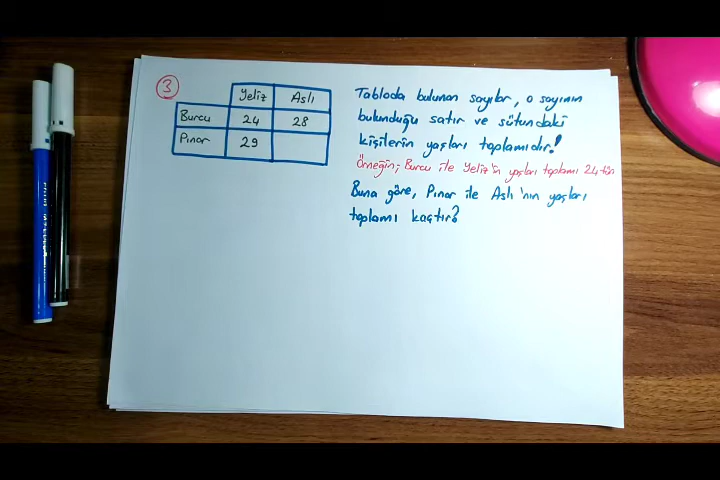 3
Yeliz Aslı
Burcu 24 28
Pınar 29
Tabloda bulunan sayılar, o sayının
bulunduğu satır ve sütundaki
kişilerin yaşları toplamıdır!
Örneğin; Burcu ile Yeliz'in yaşları toplamı 24'tür
Buna göre, Pınar ile Aslı'nın yaşları
toplamı kaçtır?